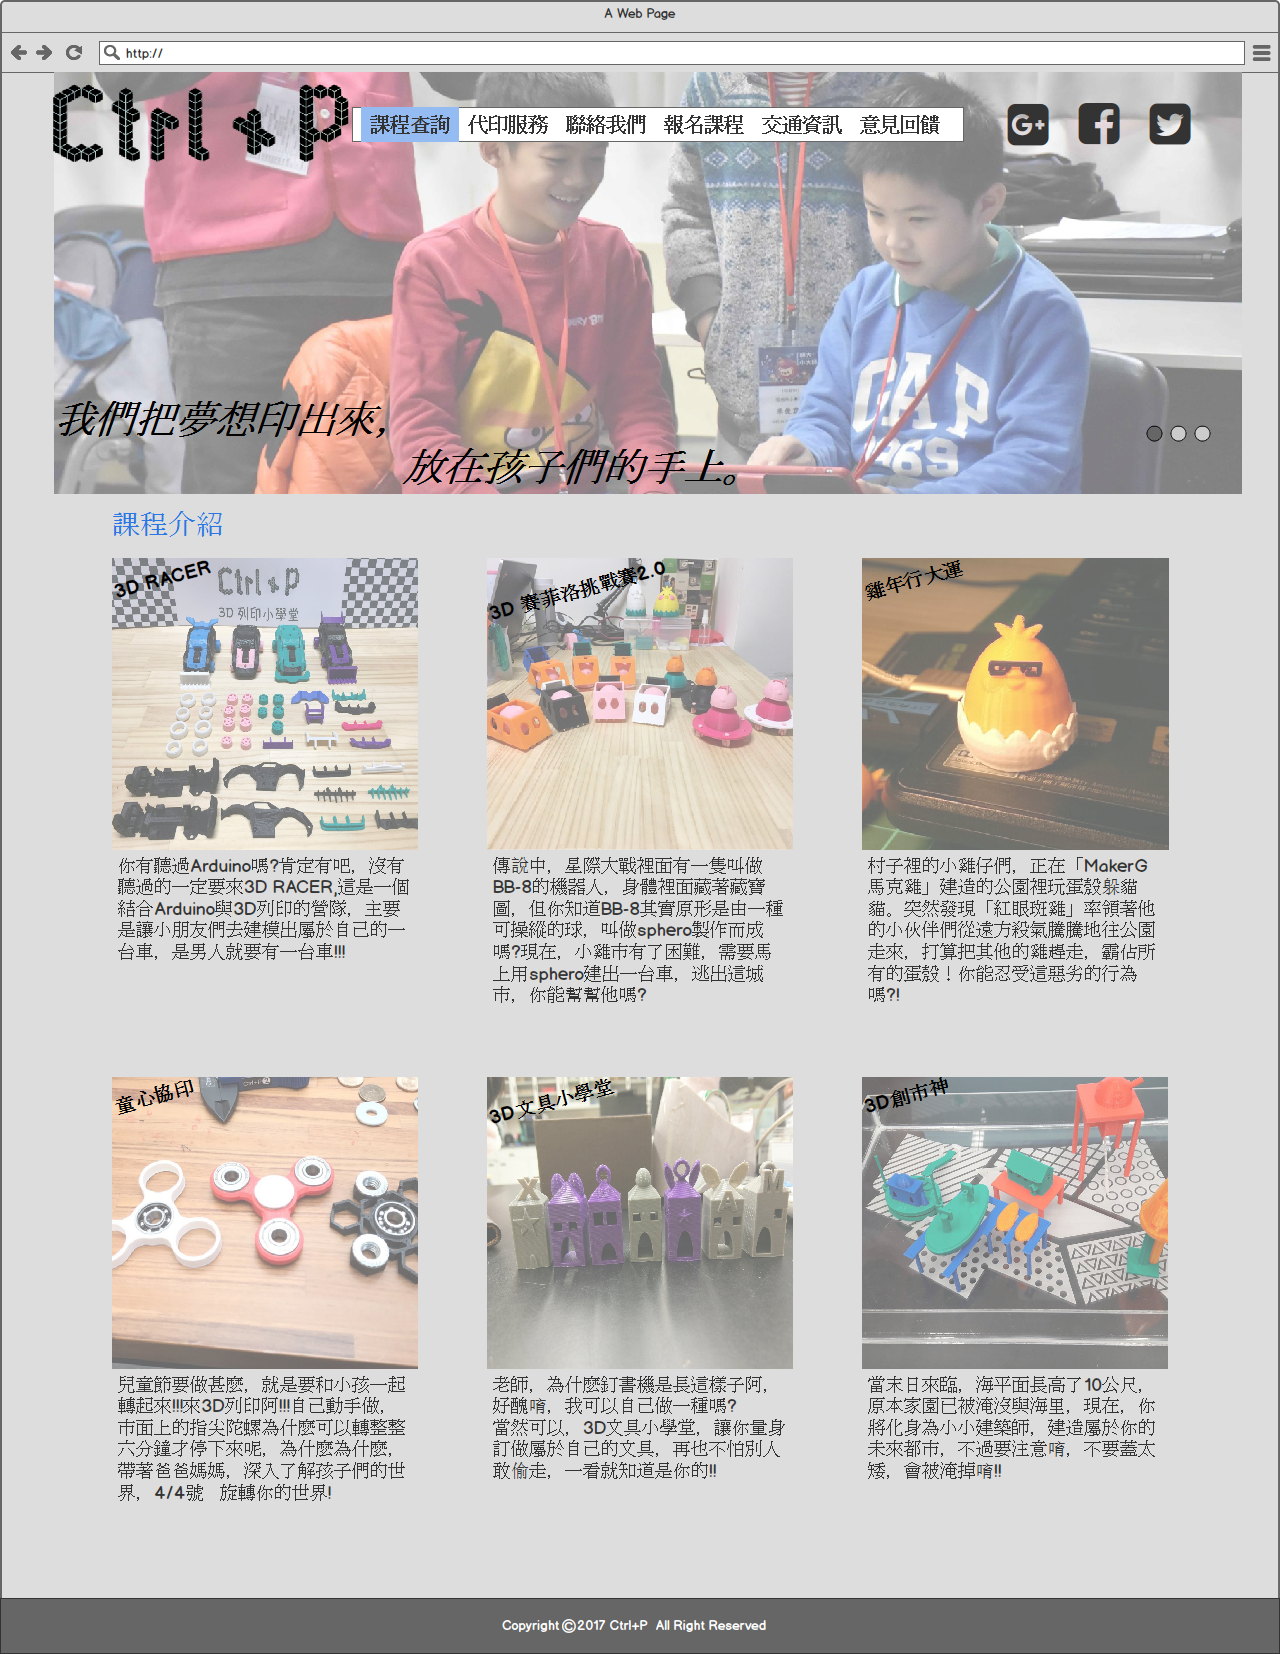 A Web Page
http://
Ctrl+P
課程查詢 代印服務 聯絡我們 報名課程 交通資訊 意見回饋
G+
GAP
1969
我們把夢想印出來，
放在孩子們的手上。
課程介紹
3D RACER
Ctrl+P
3D 列印小學堂
3D 賽菲洛挑戰賽2.0
雞年行大運
你有聽過Arduino嗎?肯定有吧，沒有
聽過的一定要來3D RACER,這是一個
結合Arduino與3D列印的營隊，主要
是讓小朋友們去建模出屬於自己的一
台車，是男人就要有一台車!!!
傳說中，星際大戰裡面有一隻叫做
BB-8的機器人，身體裡面藏著藏寶
圖，但你知道BB-8其實原形是由一種
可操縱的球，叫做sphero製作而成
嗎?現在，小雞市有了困難，需要馬
上用sphero建出一台車，逃出這城
市，你能幫幫他嗎?
村子裡的小雞仔們，正在「MakerG
馬克雞」建造的公園裡玩蛋殼躲貓
貓。突然發現「紅眼斑雞」率領著他
的小伙伴們從遠方殺氣騰騰地往公園
走來，打算把其他的雞趕走，霸佔所
有的蛋殼！你能忍受這惡劣的行為
嗎?!
童心協印
3D文具小學堂
3D創市神
兒童節要做甚麼，就是要和小孩一起
轉起來!!!來3D列印阿!!!自己動手做，
市面上的指尖陀螺為什麼可以轉整整
六分鐘才停下來呢，為什麼為什麼，
帶著爸爸媽媽，深入了解孩子們的世
界，4/4號　旋轉你的世界!
老師，為什麼釘書機是長這樣子阿，
好醜唷，我可以自己做一種嗎?
當然可以，3D文具小學堂，讓你量身
訂做屬於自己的文具，再也不怕別人
敢偷走，一看就知道是你的!!
當末日來臨，海平面長高了10公尺，
原本家園已被淹沒與海里，現在，你
將化身為小小建築師，建造屬於你的
未來都市，不過要注意唷，不要蓋太
矮，會被淹掉唷!!
Copyright ©2017 Ctrl+P All Right Reserved